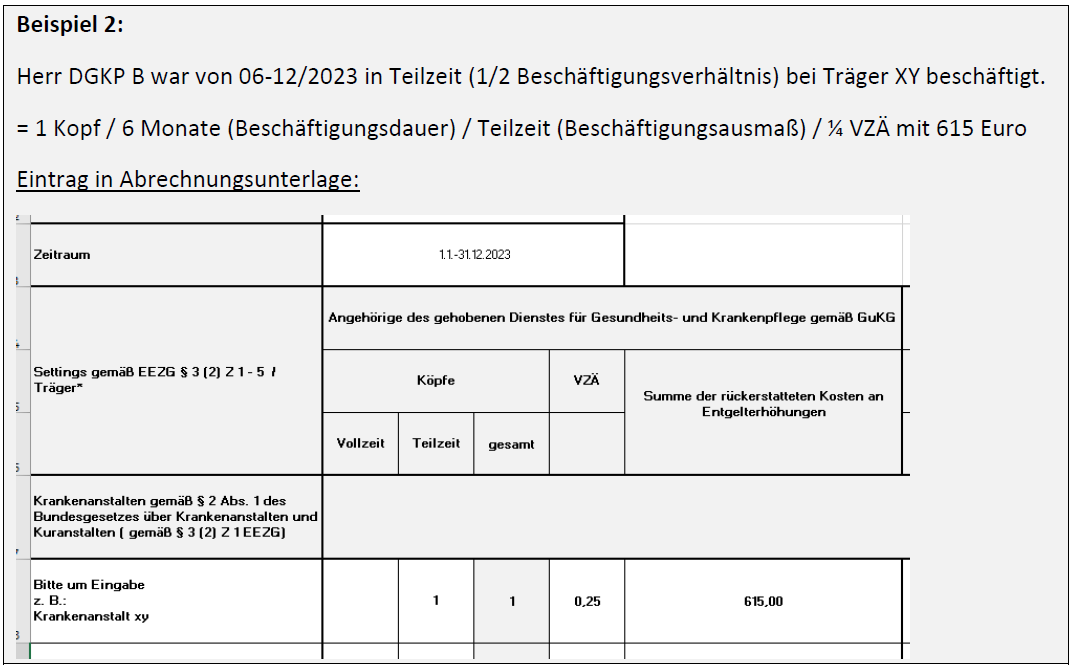 Beispiel 2:
Herr DGKP B war von 06-12/2023 in Teilzeit (1/2 Beschäftigungsverhältnis) bei Träger XY beschäftigt.
= 1 Kopf / 6 Monate (Beschäftigungsdauer) / Teilzeit (Beschäftigungsausmaß) / ¼ VZÄ mit 615 Euro
Eintrag in Abrechnungsunterlage:
Zeitraum
1.1.-31.12.2023
Angehörige des gehobenen Dienstes für Gesundheits- und Krankenpflege gemäß GuKG
Settings gemäß EEZG § 3 (2) Z 1 - 5 /
Träger*
Köpfe
VZÄ
Summe der rückerstatteten Kosten an
Entgelterhöhungen
Vollzeit
Teilzeit
gesamt
Krankenanstalten gemäß § 2 Abs. 1 des
Bundesgesetzes über Krankenanstalten und
Kuranstalten ( gemäß § 3 (2) Z 1 EEZG)
Bitte um Eingabe
z. B.:
Krankenanstalt xy
1
1
0,25
615,00